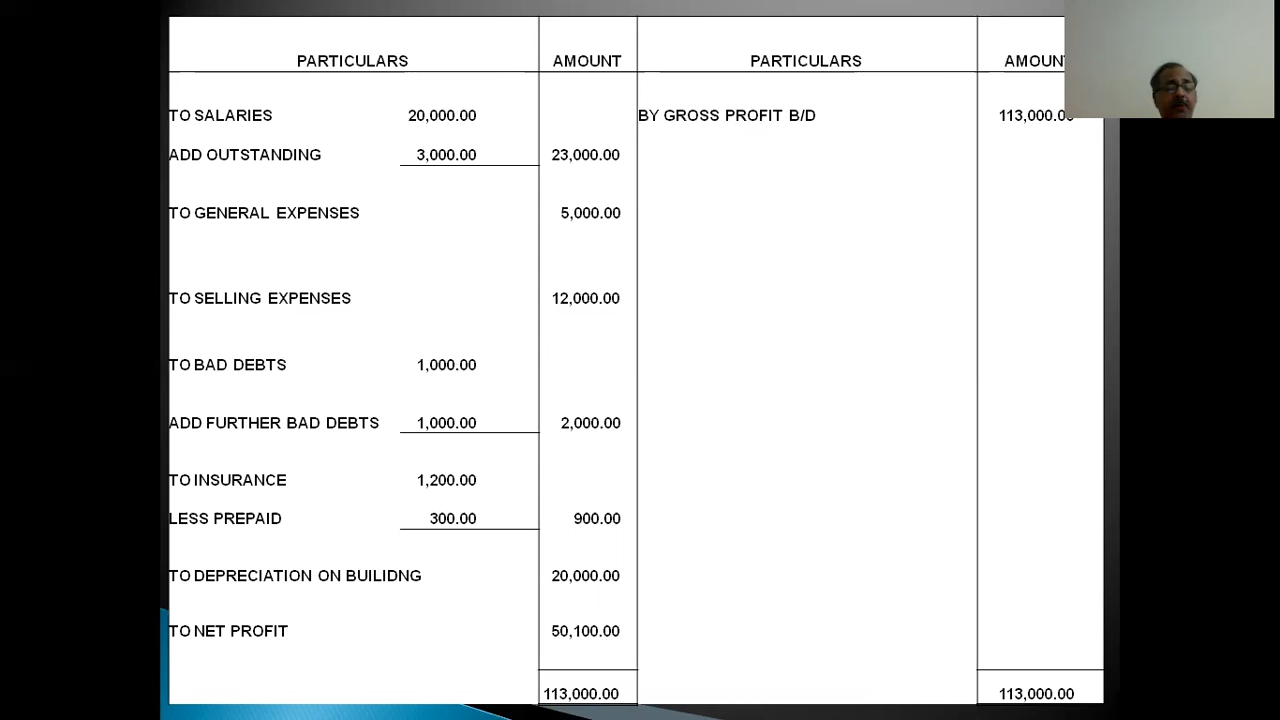 PARTICULARS AMOUNT PARTICULARS AMOUNT
TO SALARIES 20,000.00 BY GROSS PROFIT B/D 113,000.00
ADD OUTSTANDING 3,000.00 23,000.00
TO GENERAL EXPENSES 5,000.00
TO SELLING EXPENSES 12,000.00
TO BAD DEBTS 1,000.00
ADD FURTHER BAD DEBTS 1,000.00 2,000.00
TO INSURANCE 1,200.00
LESS PREPAID 300.00 900.00
TO DEPRECIATION ON BUILIDNG 20,000.00
TO NET PROFIT 50,100.00
113,000.00 113,000.00